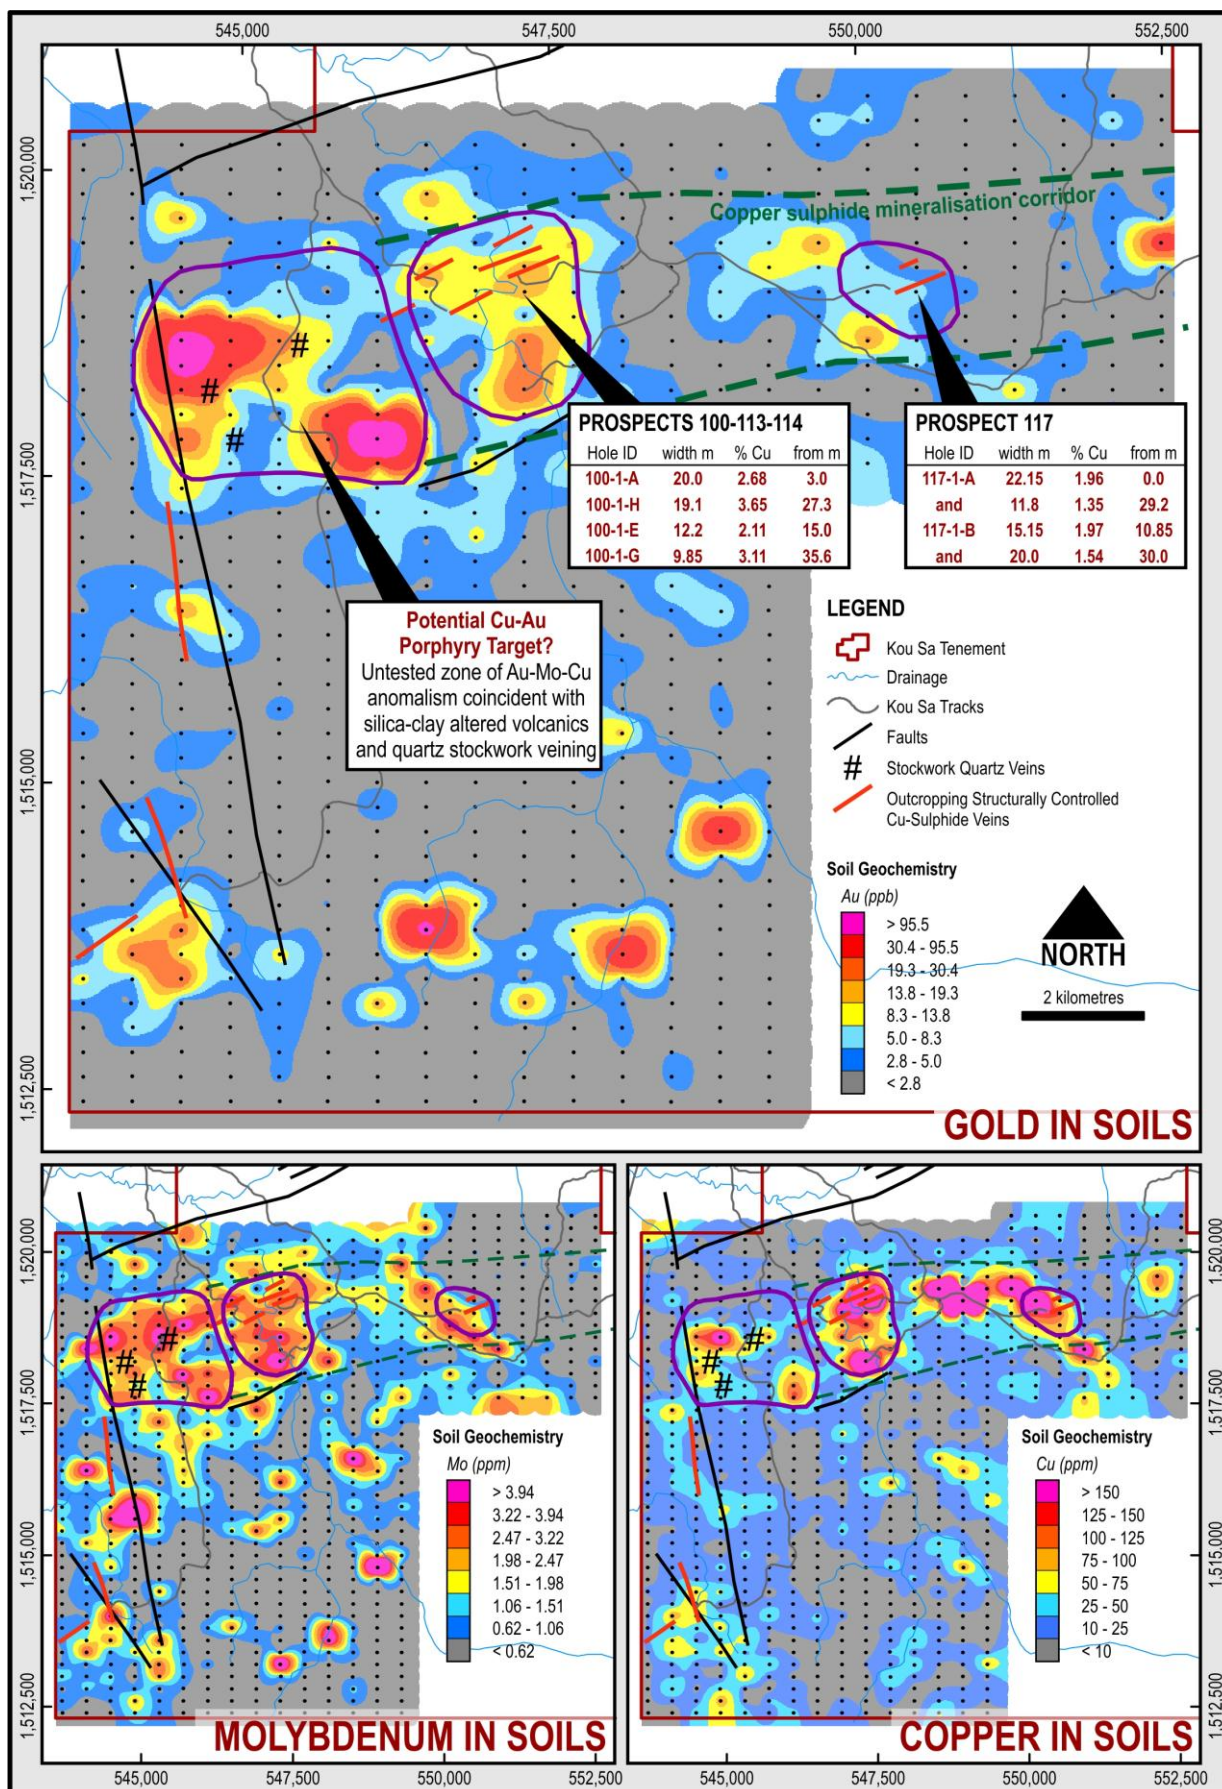 545,000 547,500 550,000 552,500
1,520,000
1,517,500
1,515,000
1,512,500
Copper sulphide mineralisation corridor
#
#
#
PROSPECTS 100-113-114
Hole ID width m % Cu from m
100-1-A 20.0 2.68 3.0
100-1-H 19.1 3.65 27.3
100-1-E 12.2 2.11 15.0
100-1-G 9.85 3.11 35.6
PROSPECT 117
Hole ID width m % Cu from m
117-1-A 22.15 1.96 0.0
and 11.8 1.35 29.2
117-1-B 15.15 1.97 10.85
and 20.0 1.54 30.0
Potential Cu-Au
Porphyry Target?
Untested zone of Au-Mo-Cu
anomalism coincident with
silica-clay altered volcanics
and quartz stockwork veining
LEGEND
Kou Sa Tenement
Drainage
Kou Sa Tracks
Faults
# Stockwork Quartz Veins
Outcropping Structurally Controlled
Cu-Sulphide Veins
Soil Geochemistry
Au (ppb)
> 95.5
30.4 - 95.5
19.3 - 30.4
13.8 - 19.3
8.3 - 13.8
5.0 - 8.3
2.8 - 5.0
< 2.8
NORTH
2 kilometres
GOLD IN SOILS
1,520,000
1,517,500
1,515,000
1,512,500
#
#
#
Soil Geochemistry
Mo (ppm)
> 3.94
3.22 - 3.94
2.47 - 3.22
1.98 - 2.47
1.51 - 1.98
1.06 - 1.51
0.62 - 1.06
< 0.62
MOLYBDENUM IN SOILS
545,000 547,500 550,000 552,500
#
#
#
Soil Geochemistry
Cu (ppm)
> 150
125 - 150
100 - 125
75 - 100
50 - 75
25 - 50
10 - 25
< 10
COPPER IN SOILS
1,520,000
1,517,500
1,515,000
1,512,500
545,000 547,500 550,000 552,500